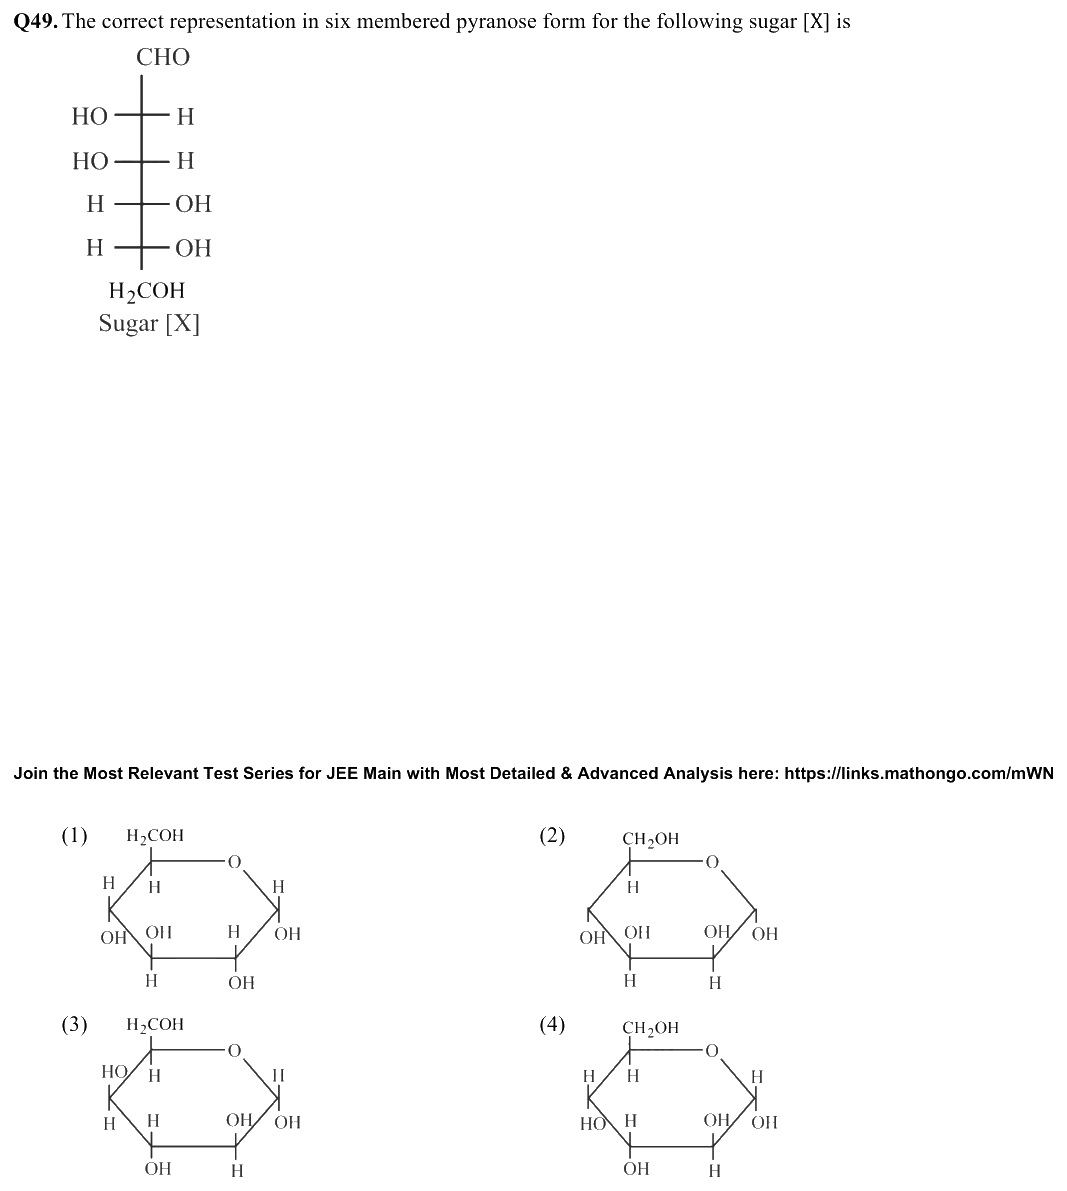 Q49. The correct representation in six membered pyranose form for the following sugar [X] is
CHO
HO H
HO H
H OH
H OH
H₂COH
Sugar [X]
Join the Most Relevant Test Series for JEE Main with Most Detailed & Advanced Analysis here: https://links.mathongo.com/mWN
(1) H₂COH
O
H H H
OH OH H OH
H OH
(2) CH₂OH
O
H
OH OH OH OH
H H
(3) H₂COH
O
HO H H
H H OH OH
OH H
(4) CH₂OH
O
H H H
HO H OH OH
OH H